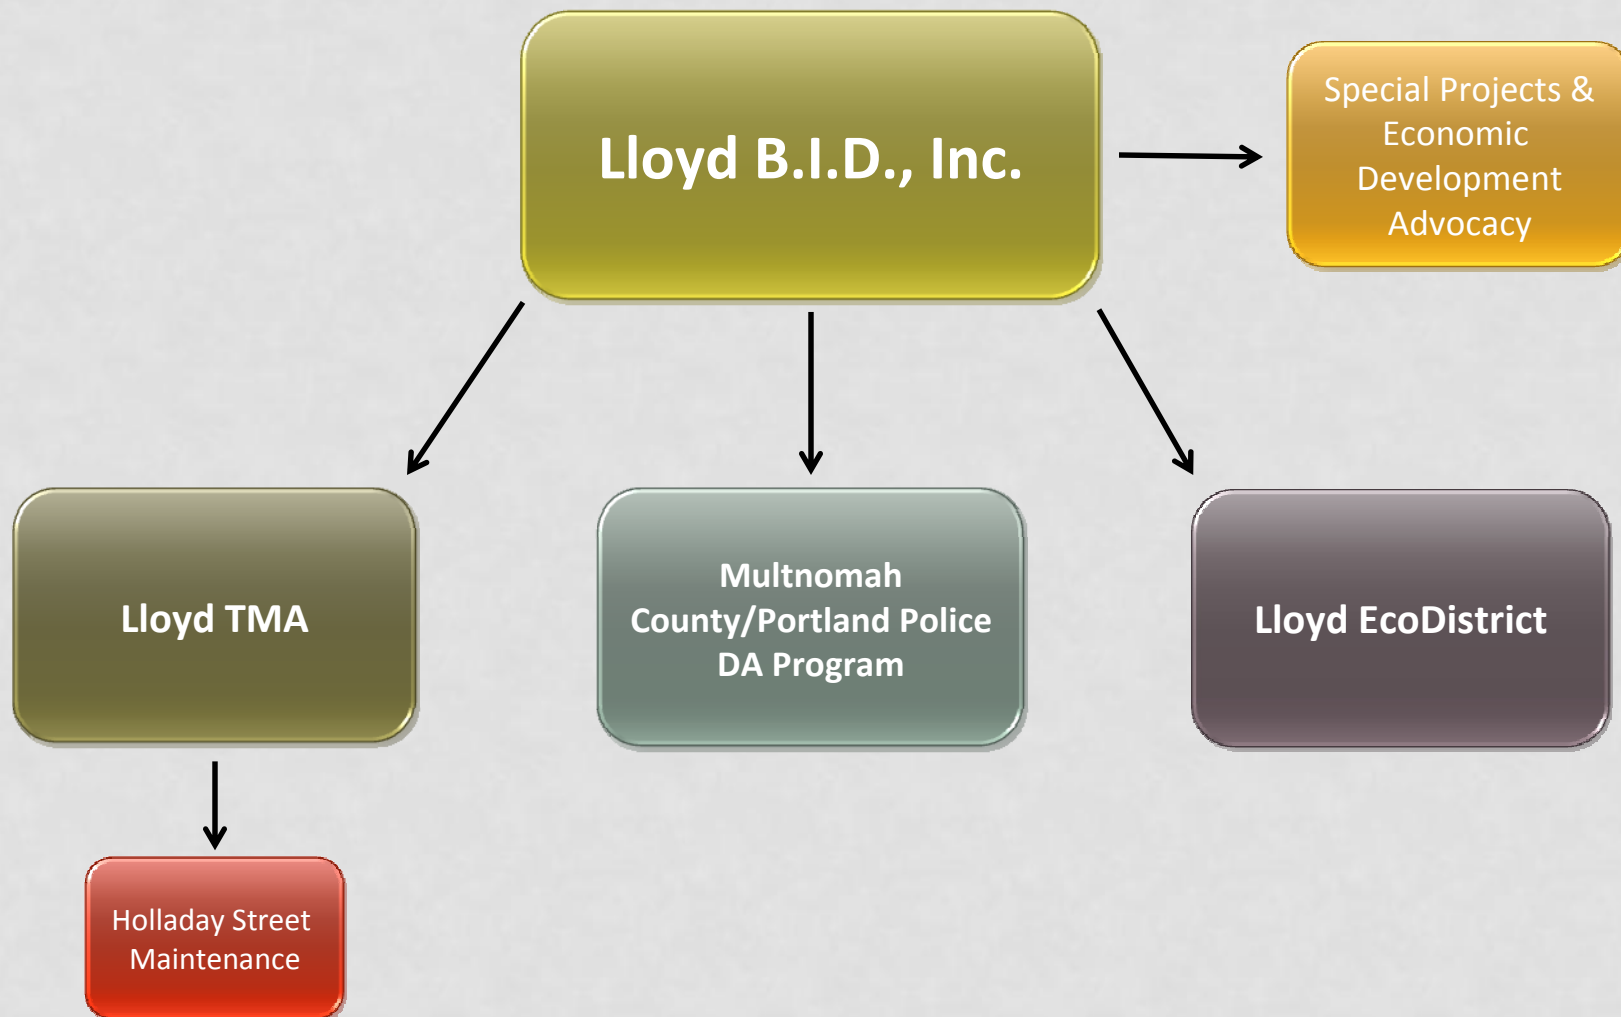 Lloyd B.I.D., Inc.
Special Projects &
Economic
Development
Advocacy
Lloyd TMA
Multnomah
County/Portland Police
DA Program
Lloyd EcoDistrict
Holladay Street
Maintenance